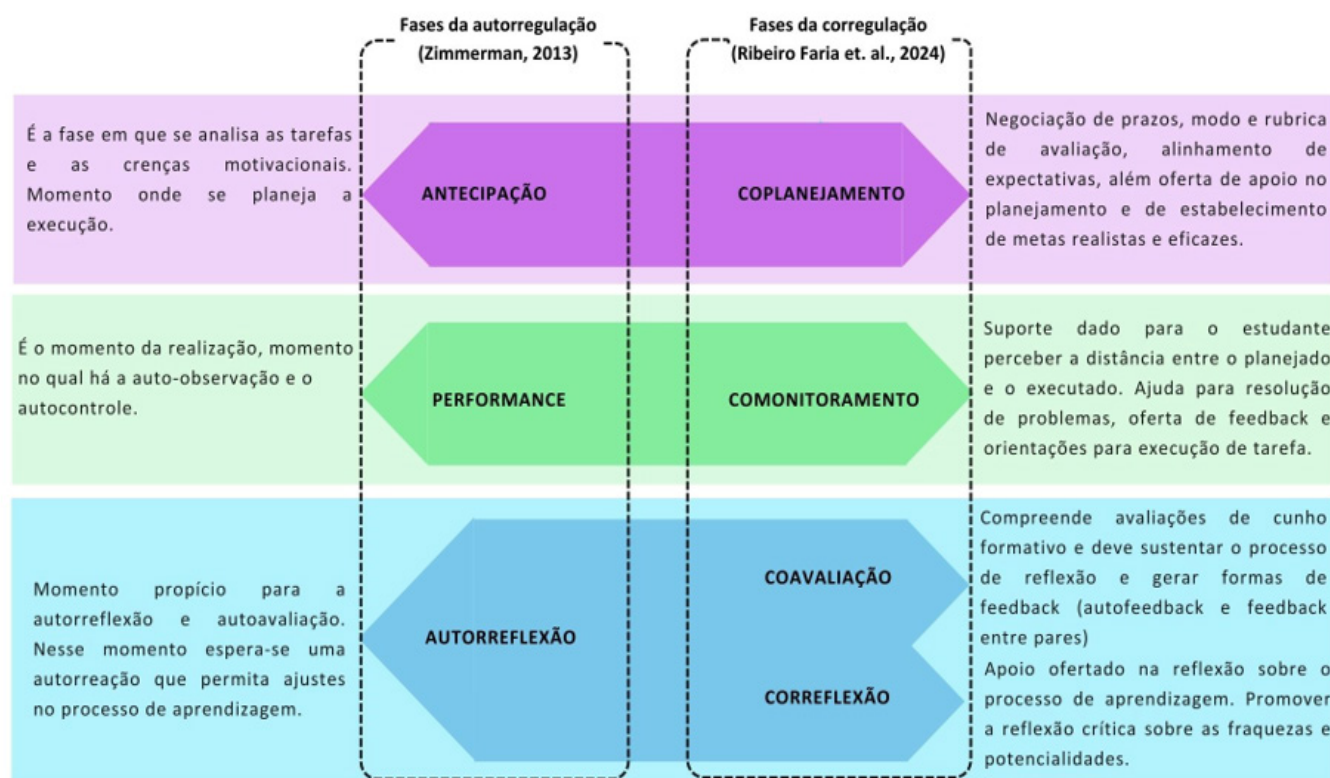 Fases da autorregulação
(Zimmerman, 2013)
Fases da corregulação
(Ribeiro Faria et. al., 2024)
É a fase em que se analisa as tarefas
e as crenças motivacionais.
Momento onde se planeja a
execução.
ANTECIPAÇÃO
COPLANEJAMENTO
Negociação de prazos, modo e rubrica
de avaliação, alinhamento de
expectativas, além oferta de apoio no
planejamento e de estabelecimento
de metas realistas e eficazes.
É o momento da realização, momento
no qual há a auto-observação e o
autocontrole.
PERFORMANCE
COMONITORAMENTO
Suporte dado para o estudante
perceber a distância entre o planejado
e o executado. Ajuda para resolução
de problemas, oferta de feedback e
orientações para execução de tarefa.
Momento propício para a
autorreflexão e autoavaliação.
Nesse momento espera-se uma
autorreação que permita ajustes
no processo de aprendizagem.
AUTORREFLEXÃO
COAVALIAÇÃO
Compreende avaliações de cunho
formativo e deve sustentar o processo
de reflexão e gerar formas de
feedback (autofeedback e feedback
entre pares)
CORREFLEXÃO
Apoio ofertado na reflexão sobre o
processo de aprendizagem. Promover
a reflexão crítica sobre as fraquezas e
potencialidades.